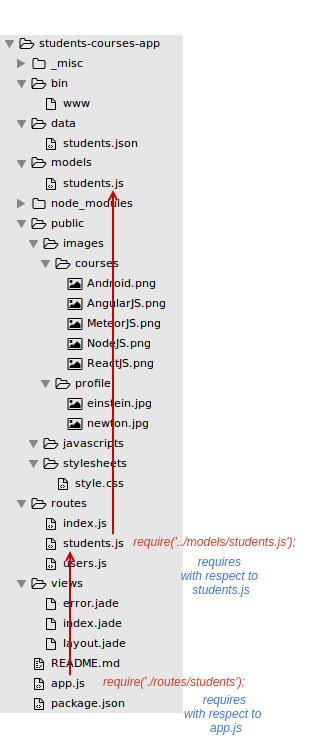 students-courses-app
_misc
bin
www
data
students.json
models
students.js
node_modules
public
images
courses
Android.png
AngularJS.png
MeteorJS.png
NodeJS.png
ReactJS.png
profile
einstein.jpg
newton.jpg
javascripts
stylesheets
style.css
routes
index.js
students.js require('../models/students.js');
users.js requires
with respect to
students.js
views
error.jade
index.jade
layout.jade
README.md
app.js require('./routes/students');
package.json requires
with respect to
app.js